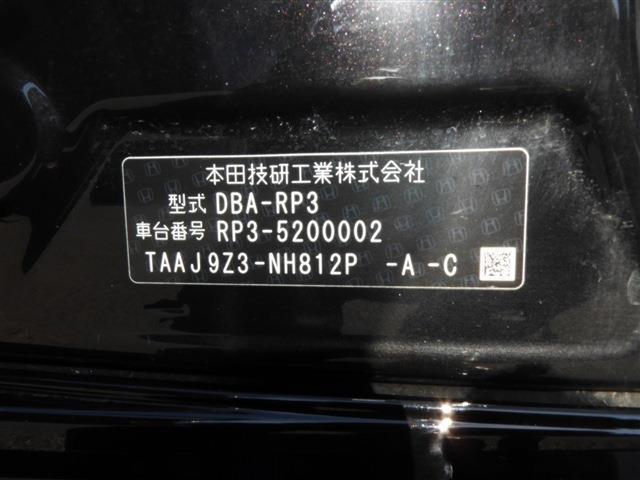 本田技研工業株式会社
型式 DBA-RP3
車台番号 RP3-5200002
TAAJ9Z3-NH812P -A -C